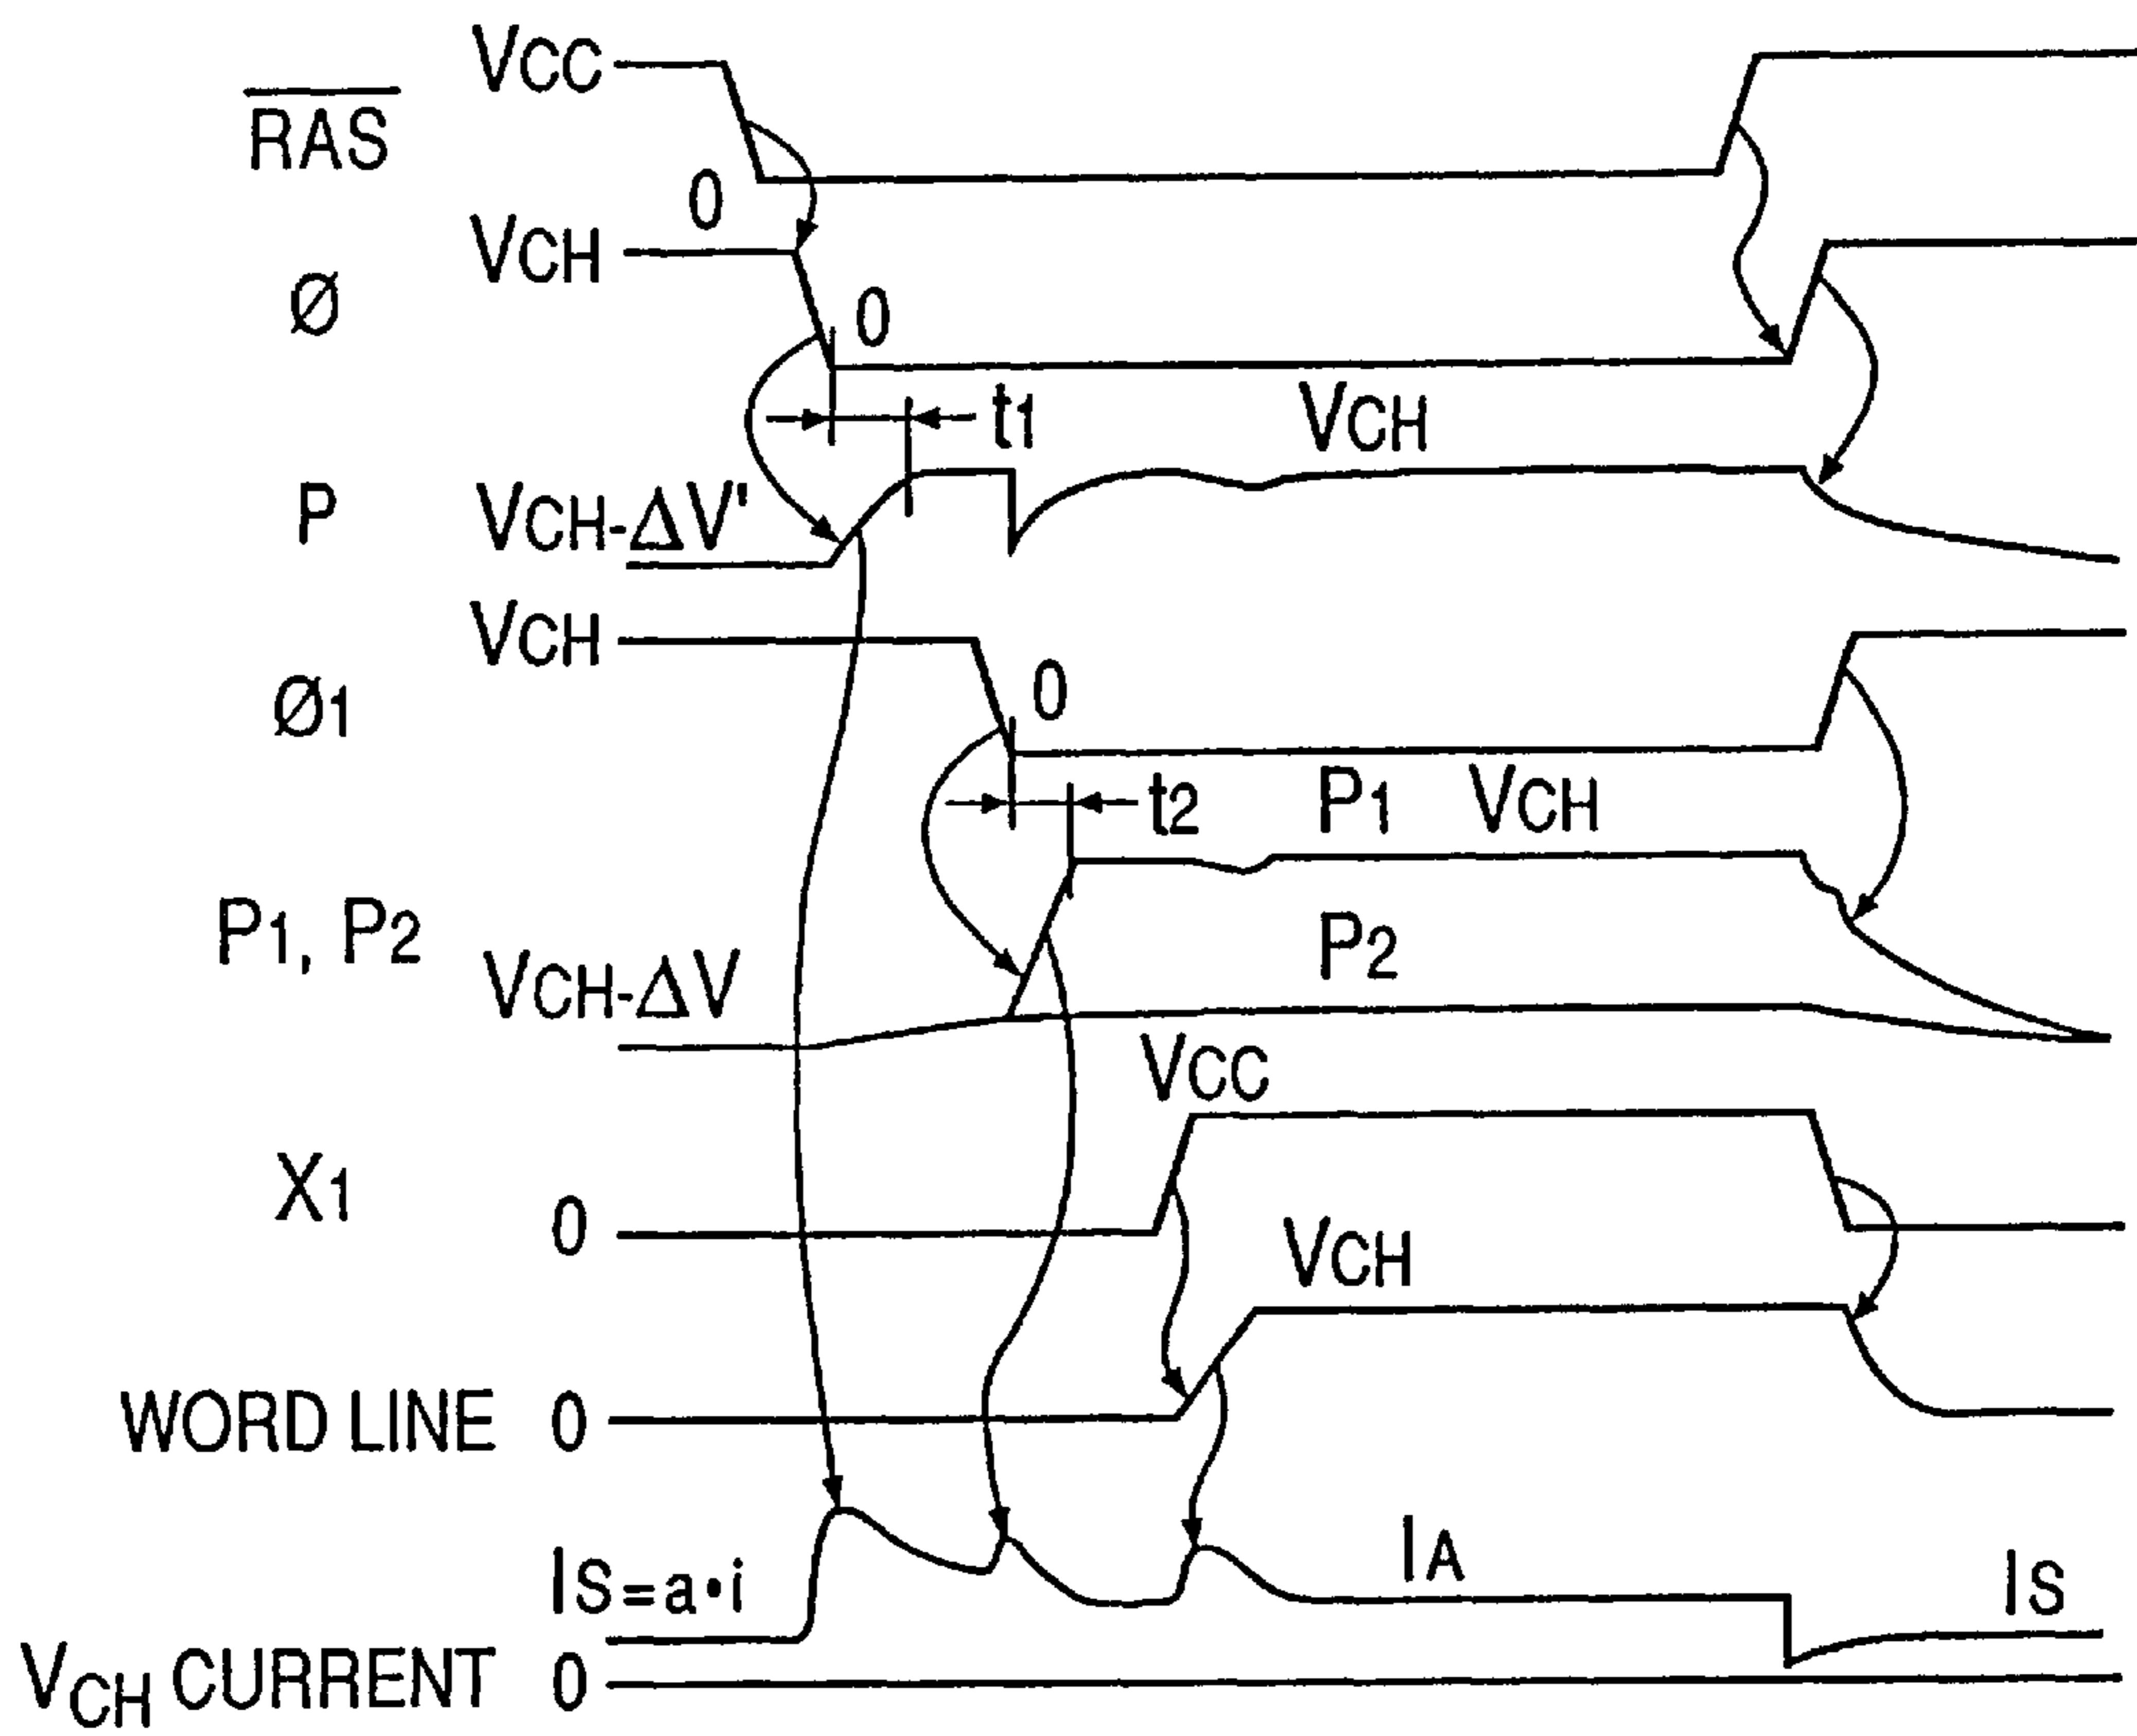 VCC
R̅A̅S̅
0
VCH
Ø
0
t1 VCH
P VCH-ΔV'
VCH
Ø1
0
t2 P1 VCH
P1, P2
P2
VCH-ΔV
VCC
X1
0
VCH
WORD LINE 0
IA
IS=a•i IS
VCH CURRENT 0